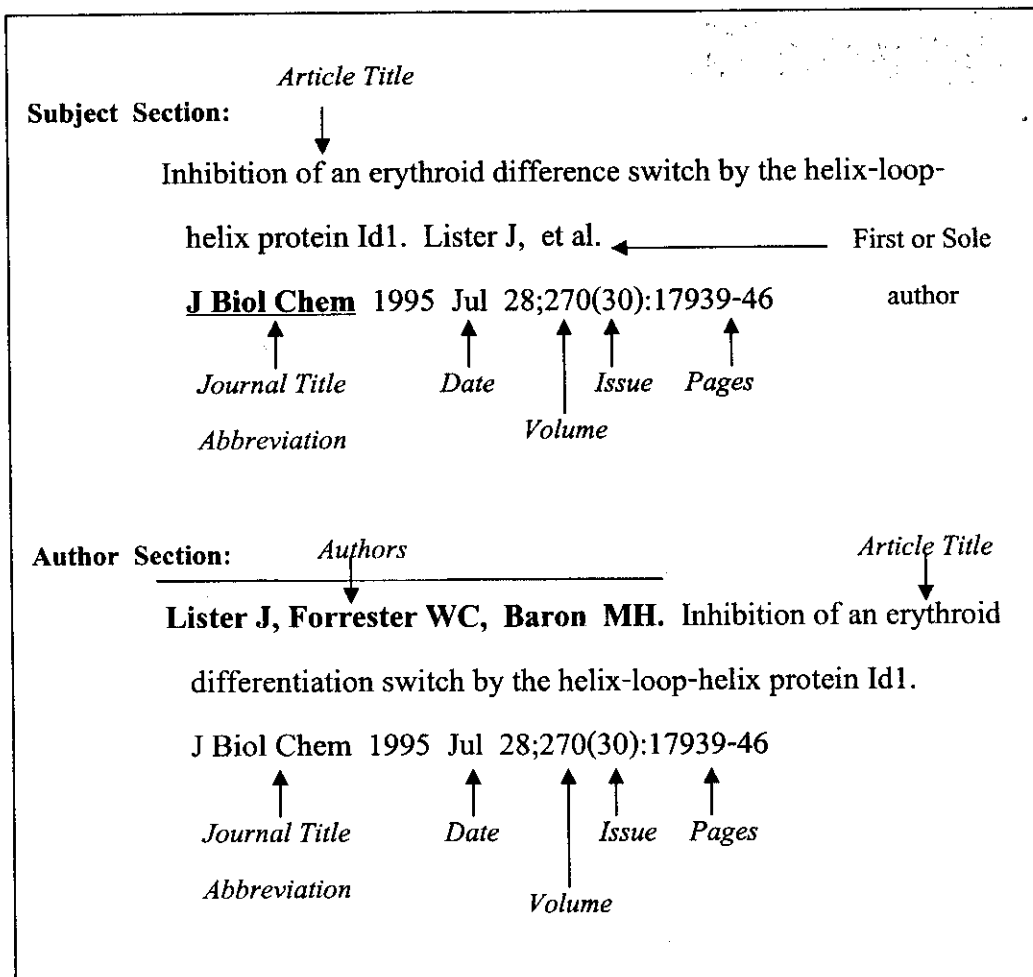 Article Title
Subject Section:
Inhibition of an erythroid difference switch by the helix-loop-
helix protein Id1. Lister J, et al. First or Sole
J Biol Chem 1995 Jul 28;270(30):17939-46 author
Journal Title Date Issue Pages
Abbreviation Volume
Author Section: Authors Article Title
Lister J, Forrester WC, Baron MH. Inhibition of an erythroid
differentiation switch by the helix-loop-helix protein Id1.
J Biol Chem 1995 Jul 28;270(30):17939-46
Journal Title Date Issue Pages
Abbreviation Volume